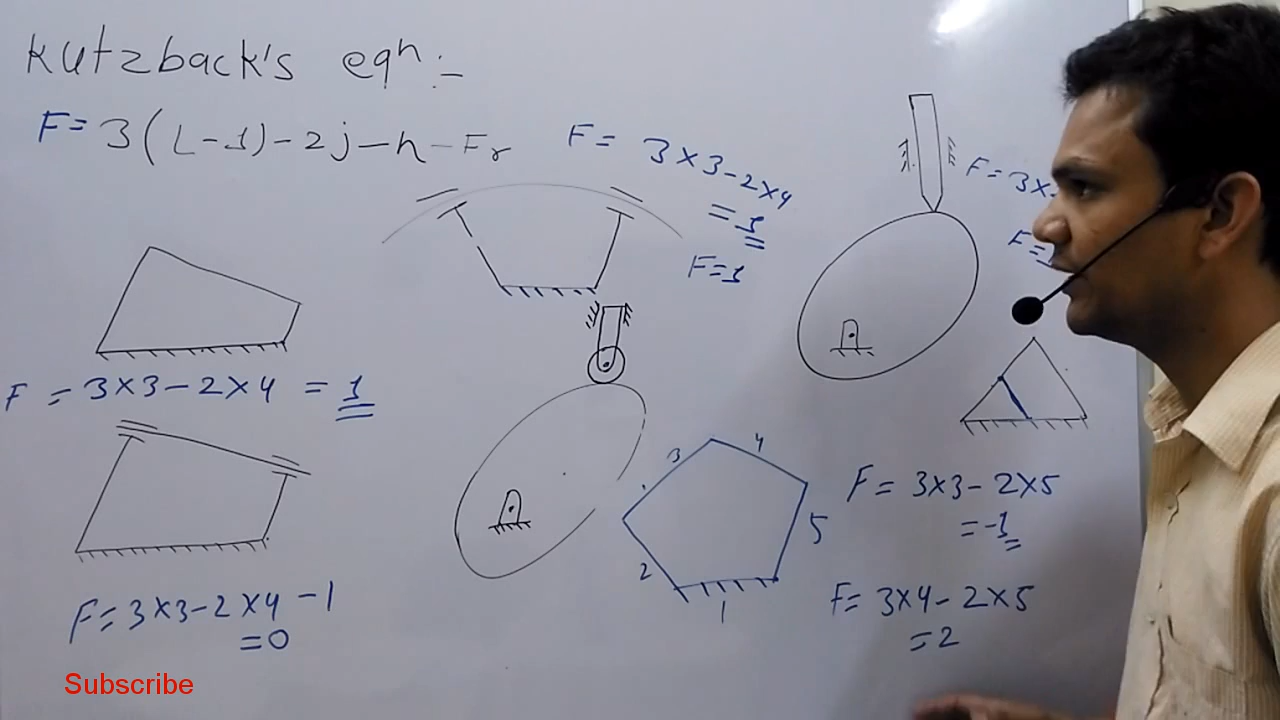 Kutzback's eqn :-
F= 3(L-1)-2j-h-Fr
F= 3×3-2×4
=1
F=1
F=3×
F=1
F = 3×3-2×4 = 1
F=3×3-2×4-1
=0
3
4
2
5
1
F= 3×3-2×5
=-1
F= 3×4-2×5
=2
Subscribe